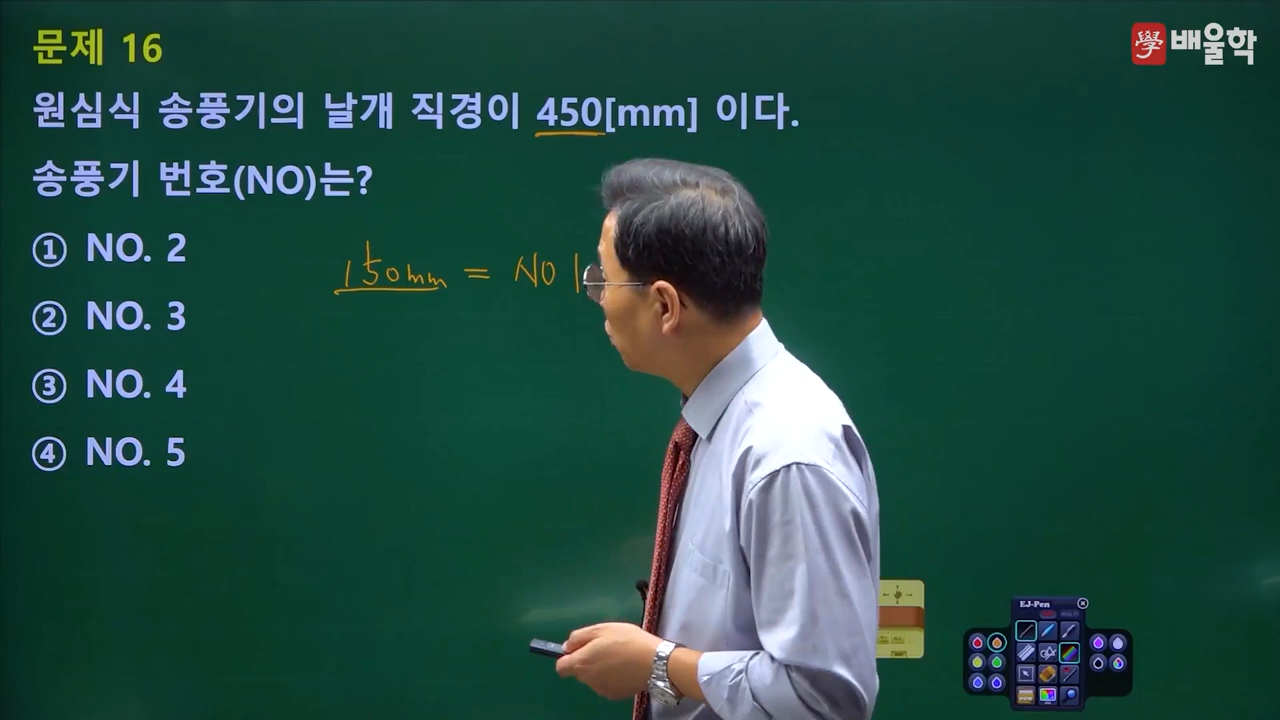 문제 16
學 배울학
원심식 송풍기의 날개 직경이 450[mm] 이다.
송풍기 번호(NO)는?
① NO. 2
150mm = NO 1
② NO. 3
③ NO. 4
④ NO. 5
EJ-Pen